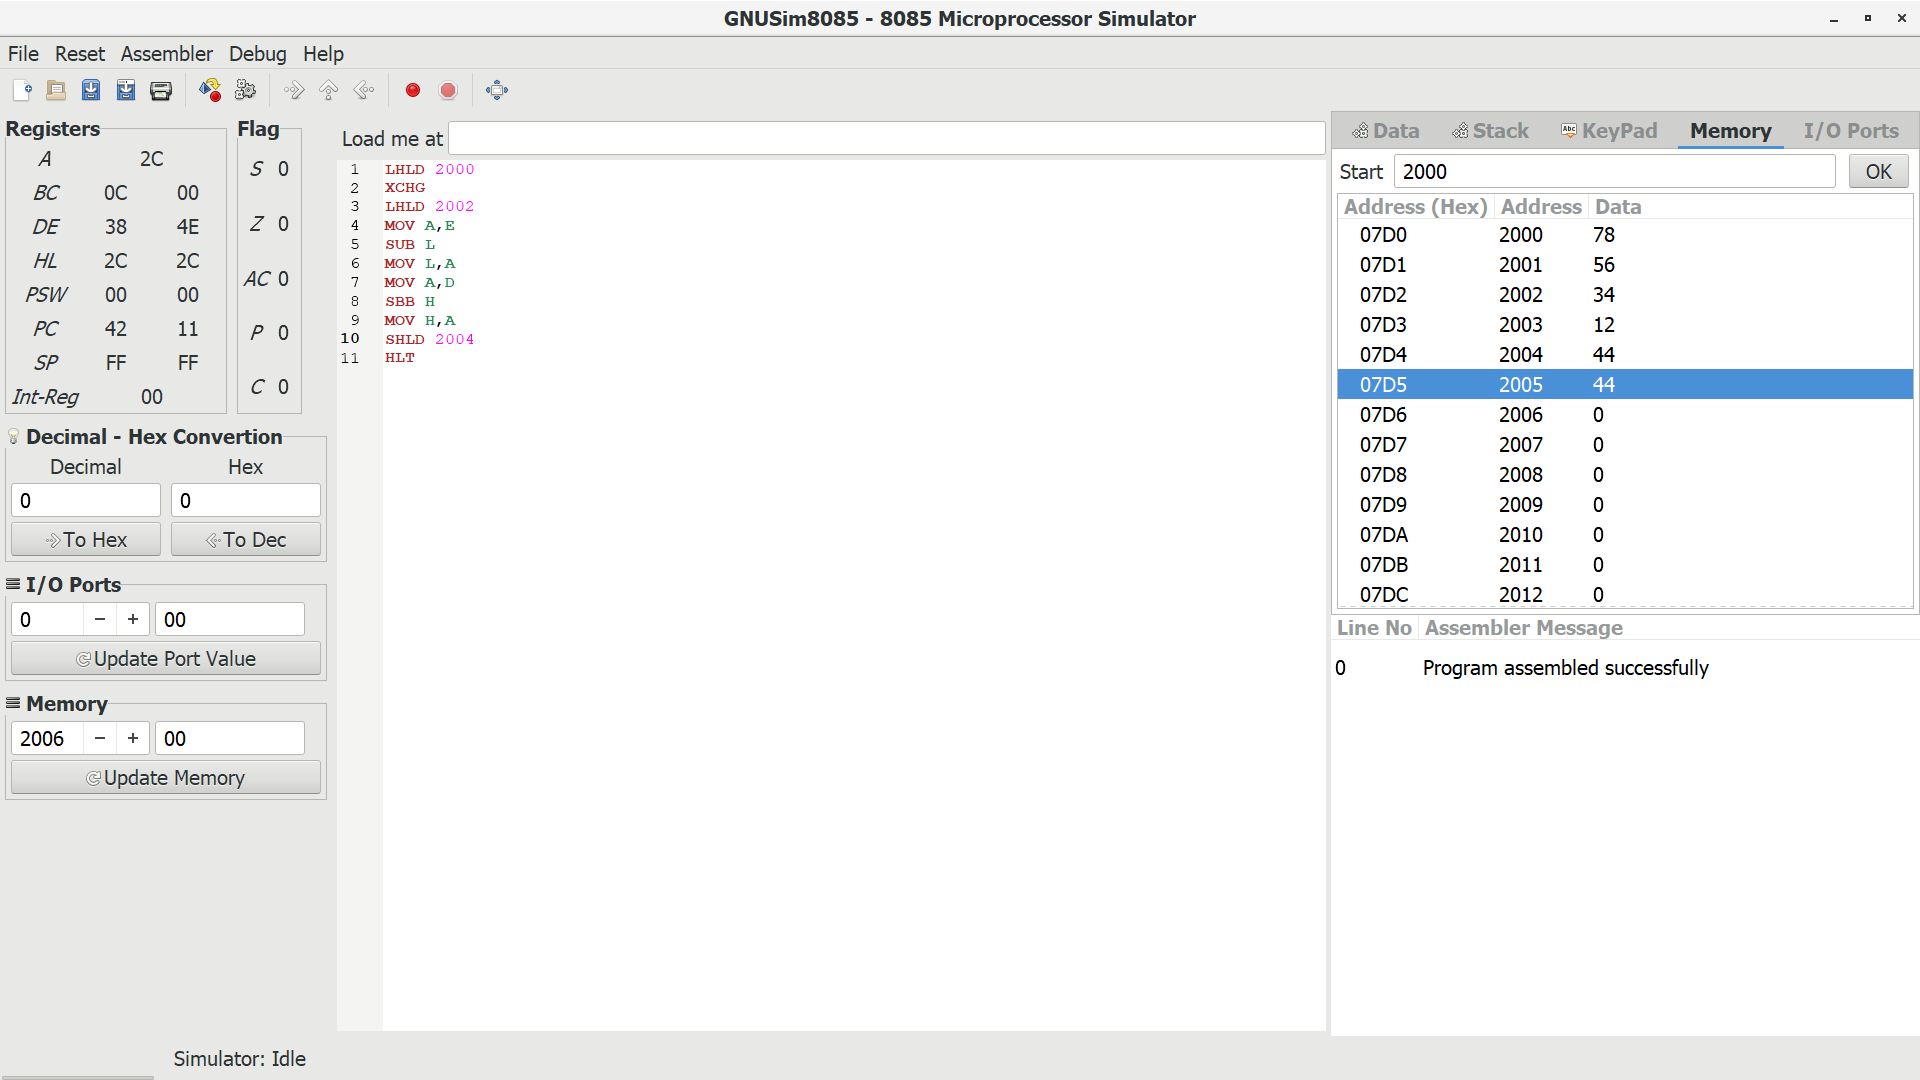 GNUSim8085 - 8085 Microprocessor Simulator
File Reset Assembler Debug Help
Registers
A 2C
BC 0C 00
DE 38 4E
HL 2C 2C
PSW 00 00
PC 42 11
SP FF FF
Int-Reg 00
Flag
S 0
Z 0
AC 0
P 0
C 0
Decimal - Hex Convertion
Decimal Hex
0 0
To Hex To Dec
I/O Ports
0 − + 00
Update Port Value
Memory
2006 − + 00
Update Memory
Load me at
1 LHLD 2000
2 XCHG
3 LHLD 2002
4 MOV A,E
5 SUB L
6 MOV L,A
7 MOV A,D
8 SBB H
9 MOV H,A
10 SHLD 2004
11 HLT
Data Stack Abc KeyPad Memory I/O Ports
Start 2000 OK
Address (Hex) Address Data
07D0 2000 78
07D1 2001 56
07D2 2002 34
07D3 2003 12
07D4 2004 44
07D5 2005 44
07D6 2006 0
07D7 2007 0
07D8 2008 0
07D9 2009 0
07DA 2010 0
07DB 2011 0
07DC 2012 0
Line No Assembler Message
0 Program assembled successfully
Simulator: Idle